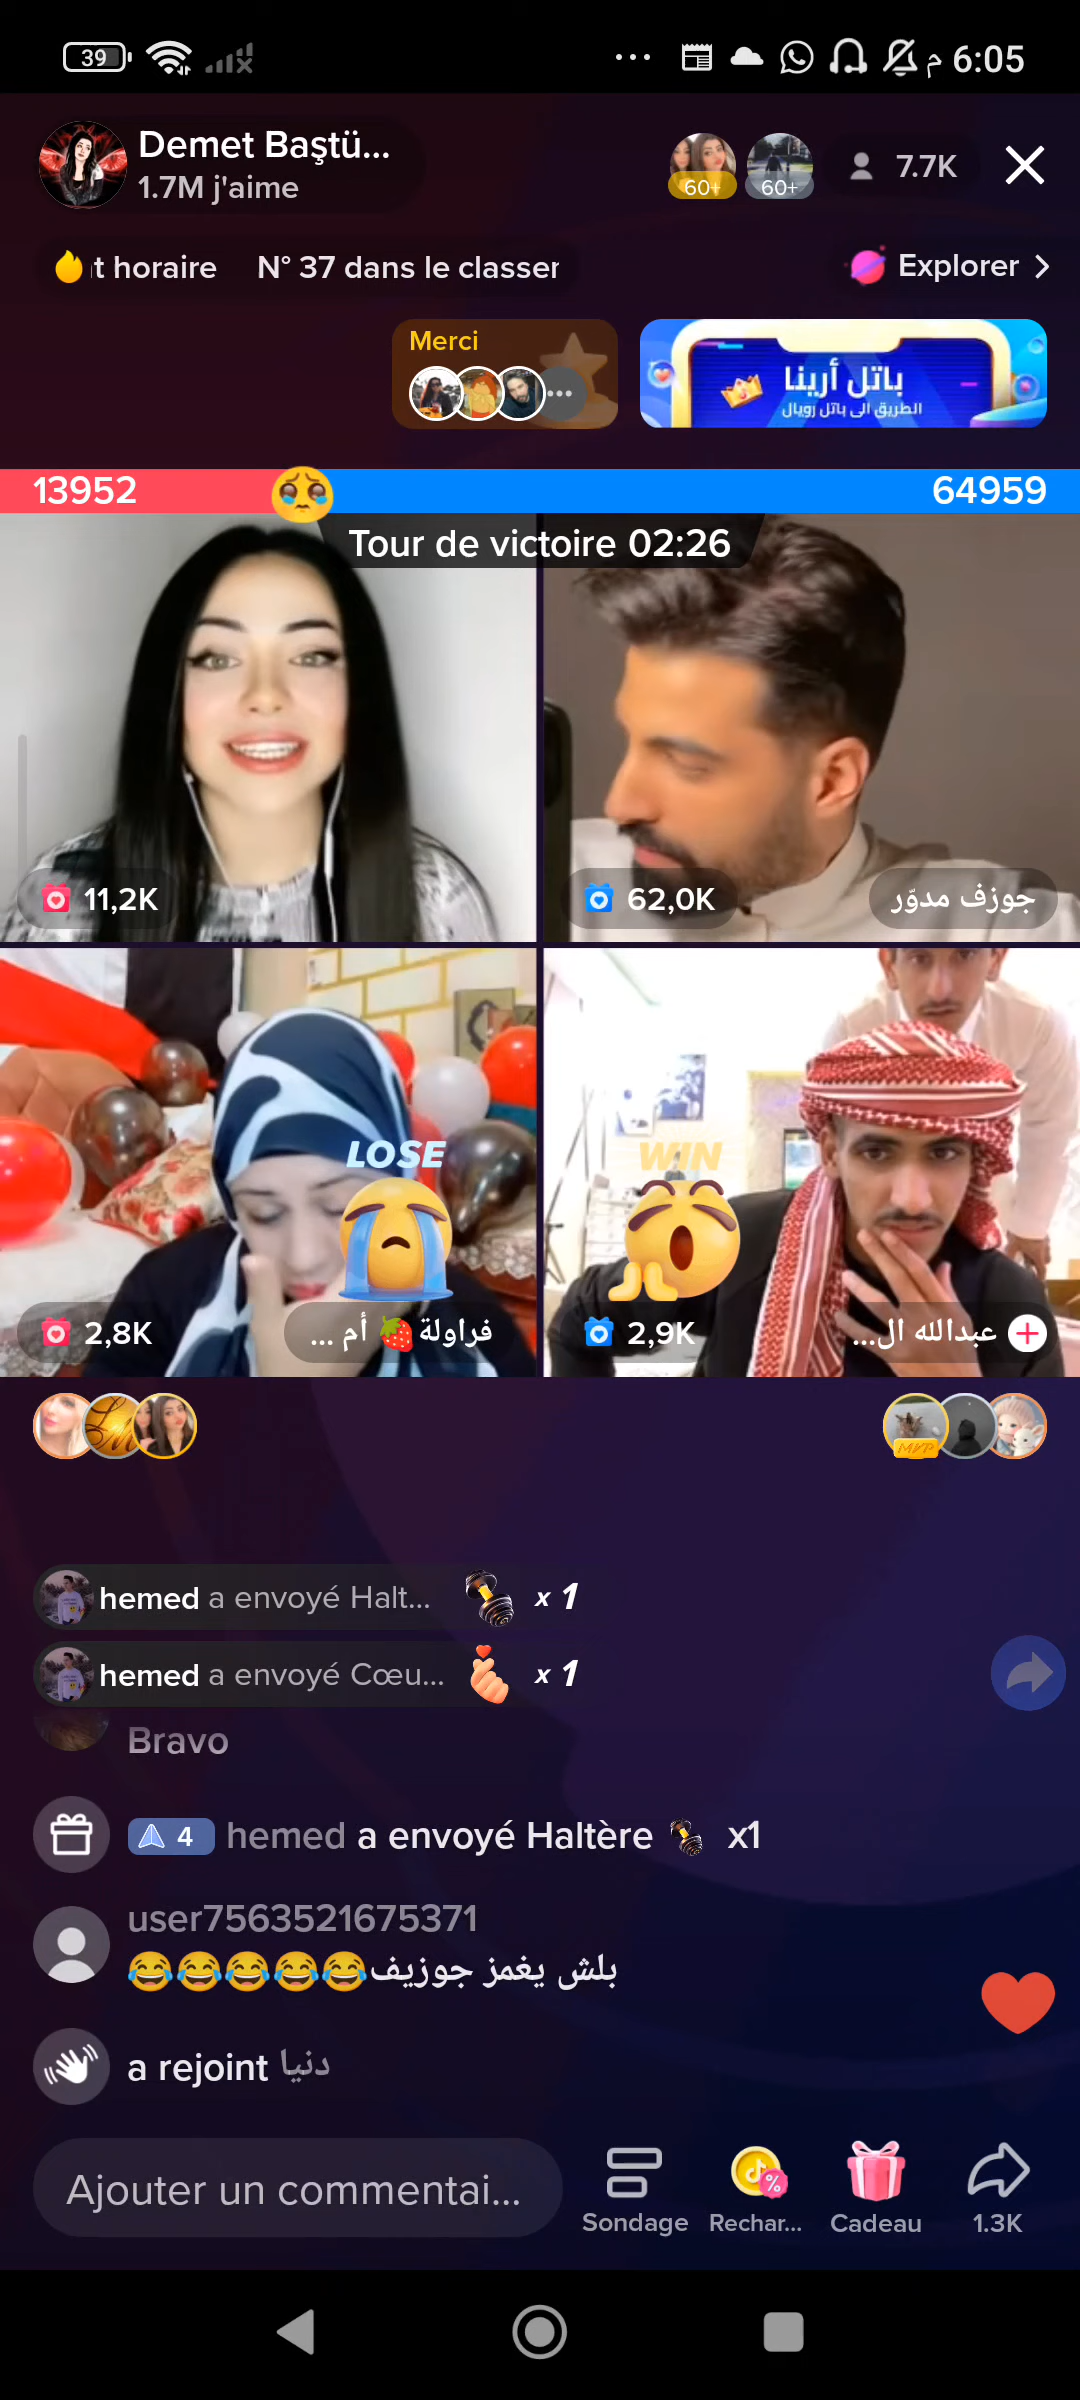 39
م 6:05
Demet Baştü...
1.7M j'aime
60+
60+
7.7K
t horaire N° 37 dans le classer
Explorer
Merci
باتل أرينا
الطريق الى باتل رويال
13952
64959
Tour de victoire 02:26
11,2K
62,0K
جوزف مدوّر
LOSE
WIN
2,8K
فراولة🍓 أم ...
2,9K
عبدالله ال...
MVP
hemed a envoyé Halt... x 1
hemed a envoyé Cœu... x 1
Bravo
4 hemed a envoyé Haltère x1
user7563521675371
بلش يغمز جوزيف😂😂😂😂😂
a rejoint دنيا
Ajouter un commentai...
Sondage
Rechar...
Cadeau
1.3K